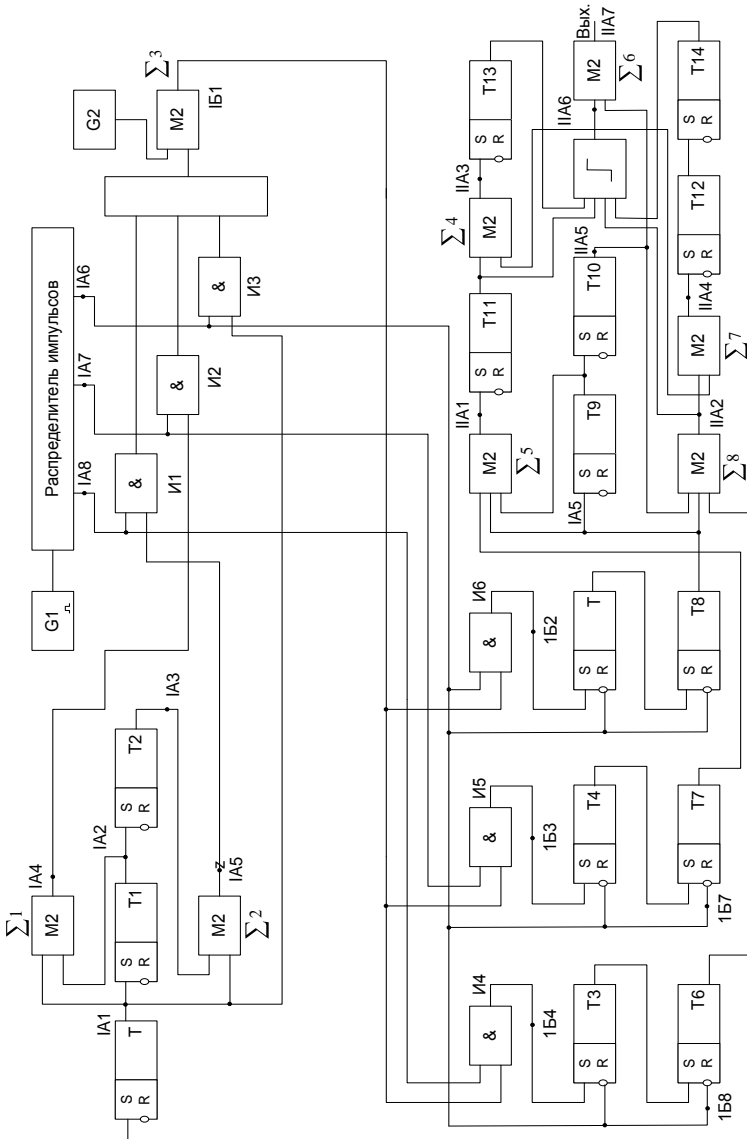 S
R
T
IA1
Σ1
M2
IA4
S
R
T1
IA2
S
R
T2
IA3
M2
IA5
z
Σ2
G1
Распределитель импульсов
IA8
IA7
IA6
&
И1
&
И2
&
И3
G2
M2
IБ1
Σ3
&
И4
1Б4
S
R
T3
S
R
T6
1Б8
&
И5
1Б3
S
R
T4
S
R
T7
1Б7
&
И6
1Б2
S
R
T
S
R
T8
M2
Σ5
IIA1
S
R
T11
M2
Σ4
IIA3
S
R
T13
IA5
S
R
T9
S
R
T10
IIA5
IIA6
M2
Σ6
Вых.
IIA7
M2
Σ8
IIA2
M2
Σ7
IIA4
S
R
T12
S
R
T14